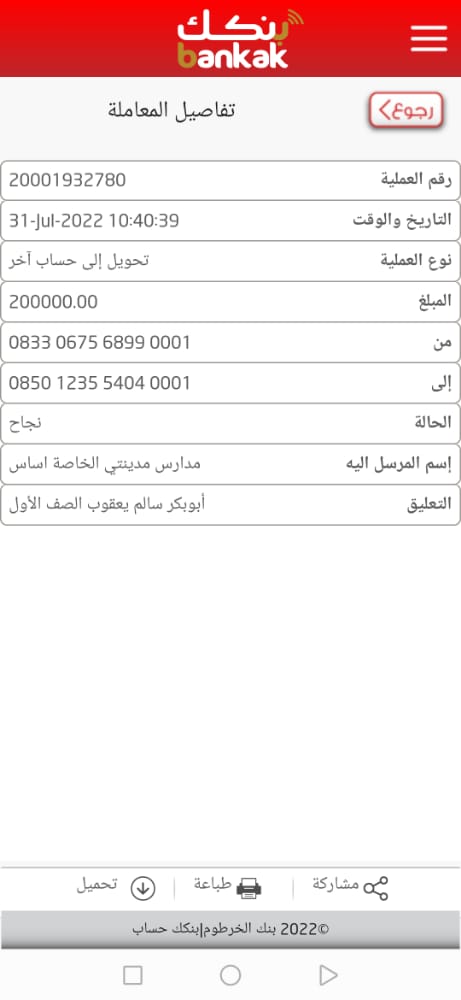 بنكك
bankak
رجوع
تفاصيل المعاملة
رقم العملية 20001932780
التاريخ والوقت 31-Jul-2022 10:40:39
نوع العملية تحويل إلى حساب آخر
المبلغ 200000.00
من 0833 0675 6899 0001
إلى 0850 1235 5404 0001
الحالة نجاح
إسم المرسل اليه مدارس مدينتي الخاصة اساس
التعليق أبوبكر سالم يعقوب الصف الأول
مشاركة طباعة تحميل
©2022 بنك الخرطوم|بنكك حساب